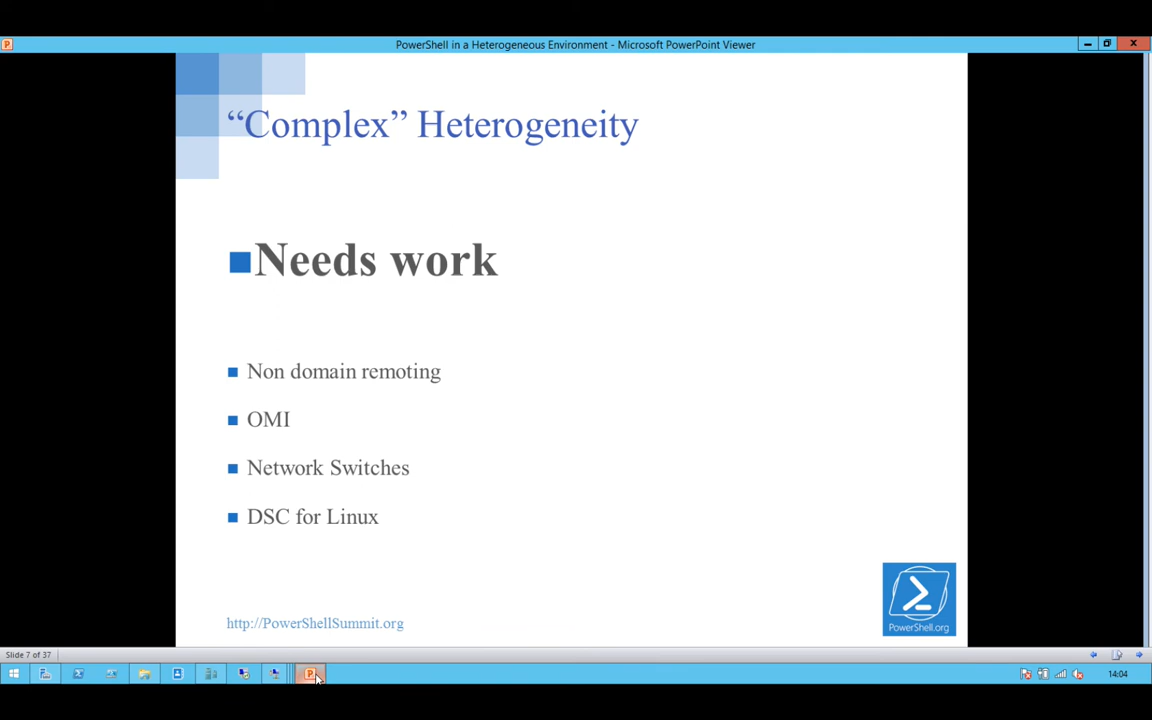 PowerShell in a Heterogeneous Environment - Microsoft PowerPoint Viewer
“Complex” Heterogeneity
Needs work
Non domain remoting
OMI
Network Switches
DSC for Linux
http://PowerShellSummit.org
PowerShell.org
Slide 7 of 37
14:04